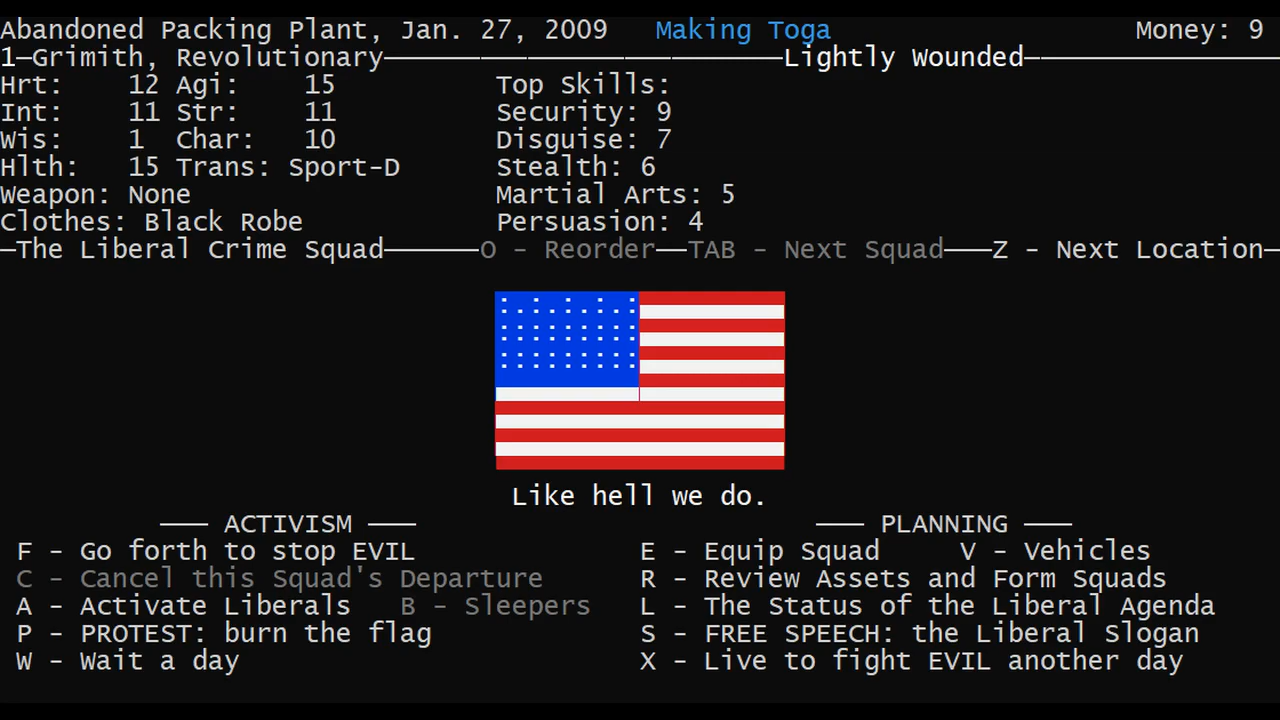 Abandoned Packing Plant, Jan. 27, 2009 Making Toga Money: 9
1—Grimith, Revolutionary Lightly Wounded
Hrt: 12 Agi: 15 Top Skills:
Int: 11 Str: 11 Security: 9
Wis: 1 Char: 10 Disguise: 7
Hlth: 15 Trans: Sport-D Stealth: 6
Weapon: None Martial Arts: 5
Clothes: Black Robe Persuasion: 4
—The Liberal Crime Squad——O - Reorder—TAB - Next Squad——Z - Next Location—
Like hell we do.
—— ACTIVISM —— —— PLANNING ——
F - Go forth to stop EVIL E - Equip Squad V - Vehicles
C - Cancel this Squad's Departure R - Review Assets and Form Squads
A - Activate Liberals B - Sleepers L - The Status of the Liberal Agenda
P - PROTEST: burn the flag S - FREE SPEECH: the Liberal Slogan
W - Wait a day X - Live to fight EVIL another day